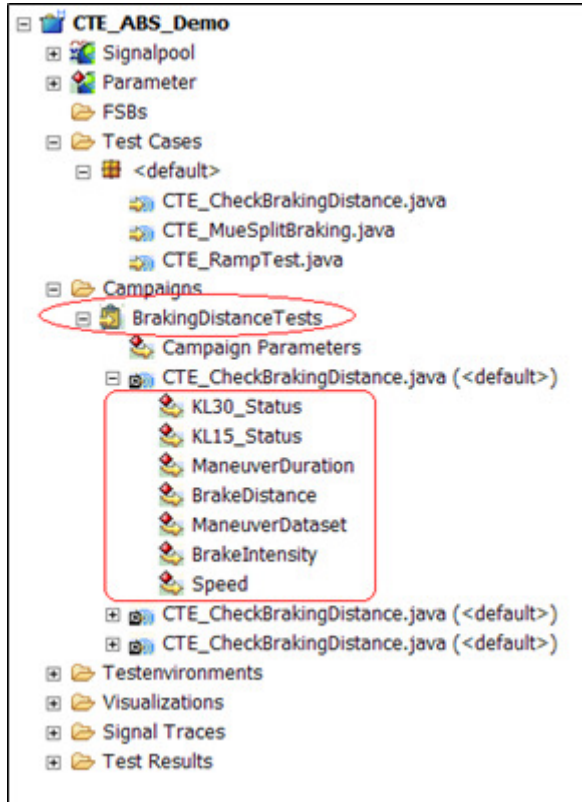 CTE_ABS_Demo
Signalpool
Parameter
FSBs
Test Cases
<default>
CTE_CheckBrakingDistance.java
CTE_MueSplitBraking.java
CTE_RampTest.java
Campaigns
BrakingDistanceTests
Campaign Parameters
CTE_CheckBrakingDistance.java (<default>)
KL30_Status
KL15_Status
ManeuverDuration
BrakeDistance
ManeuverDataset
BrakeIntensity
Speed
CTE_CheckBrakingDistance.java (<default>)
CTE_CheckBrakingDistance.java (<default>)
Testenvironments
Visualizations
Signal Traces
Test Results